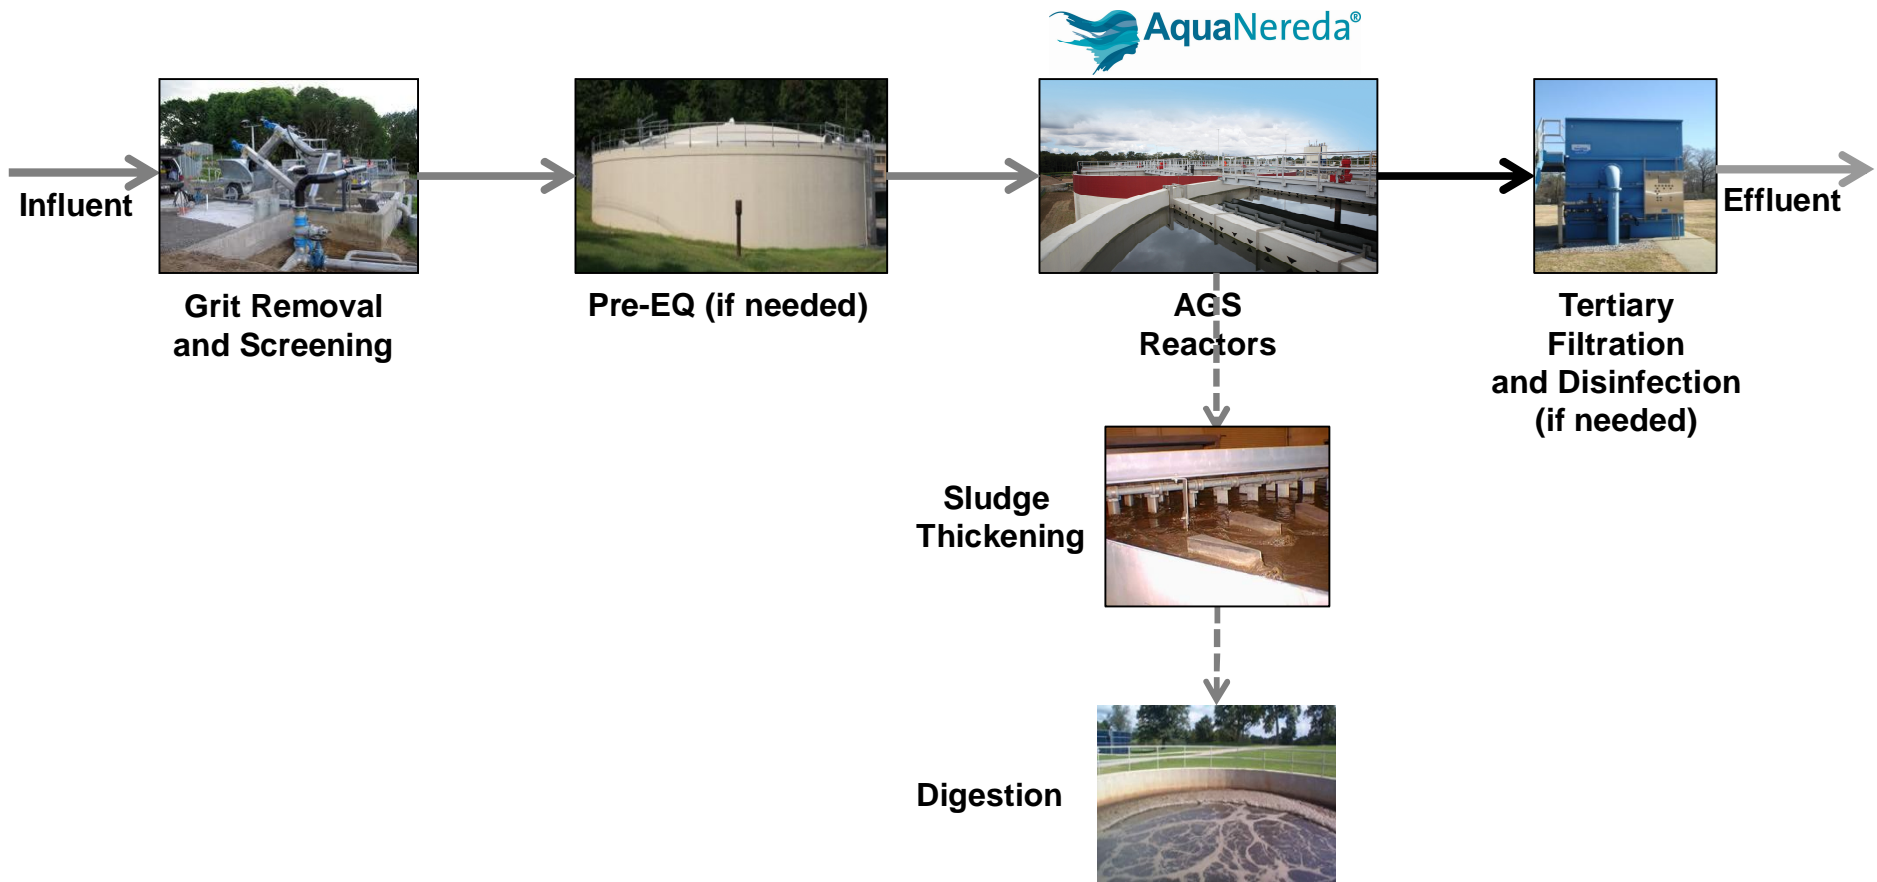 AquaNereda®
Influent
Effluent
Grit Removal
and Screening
Pre-EQ (if needed)
AGS
Reactors
Tertiary
Filtration
and Disinfection
(if needed)
Sludge
Thickening
Digestion